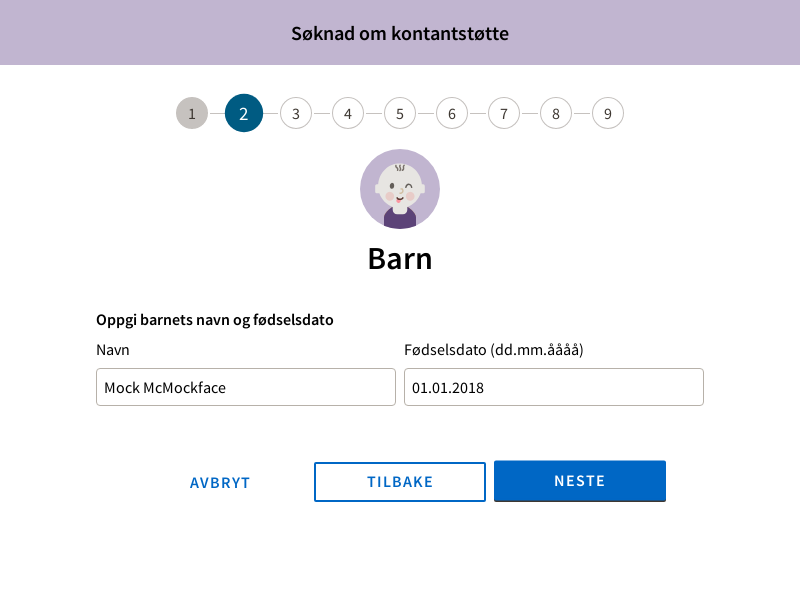 Søknad om kontantstøtte
1 2 3 4 5 6 7 8 9
Barn
Oppgi barnets navn og fødselsdato
Navn Fødselsdato (dd.mm.åååå)
Mock McMockface 01.01.2018
AVBRYT TILBAKE NESTE